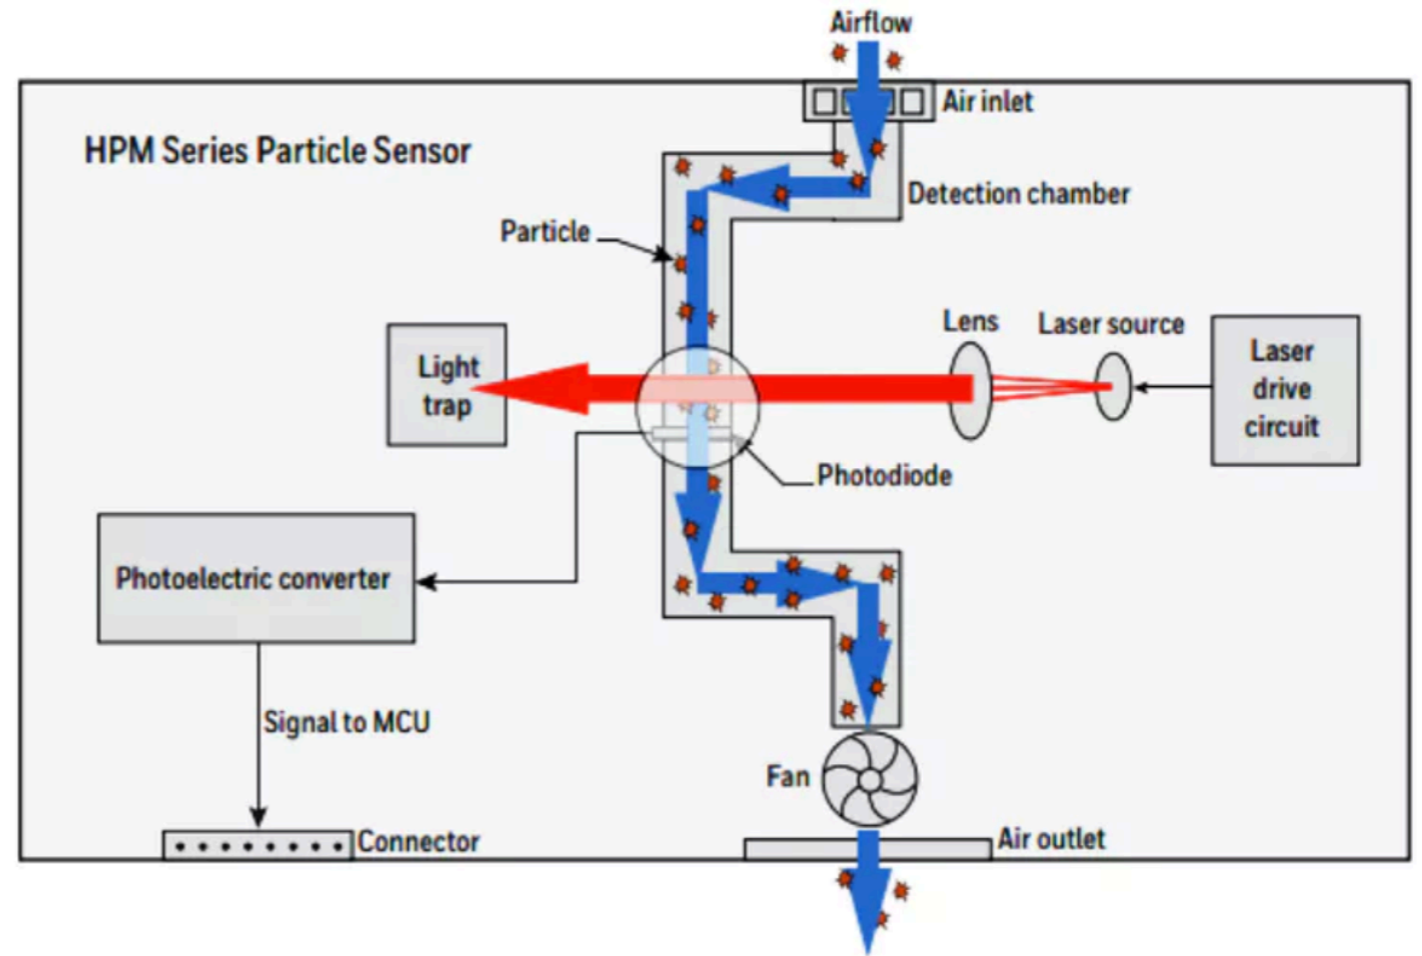 Airflow
Air inlet
HPM Series Particle Sensor
Detection chamber
Particle
Lens
Laser source
Light
trap
Laser
drive
circuit
Photodiode
Photoelectric converter
Signal to MCU
Fan
Connector
Air outlet